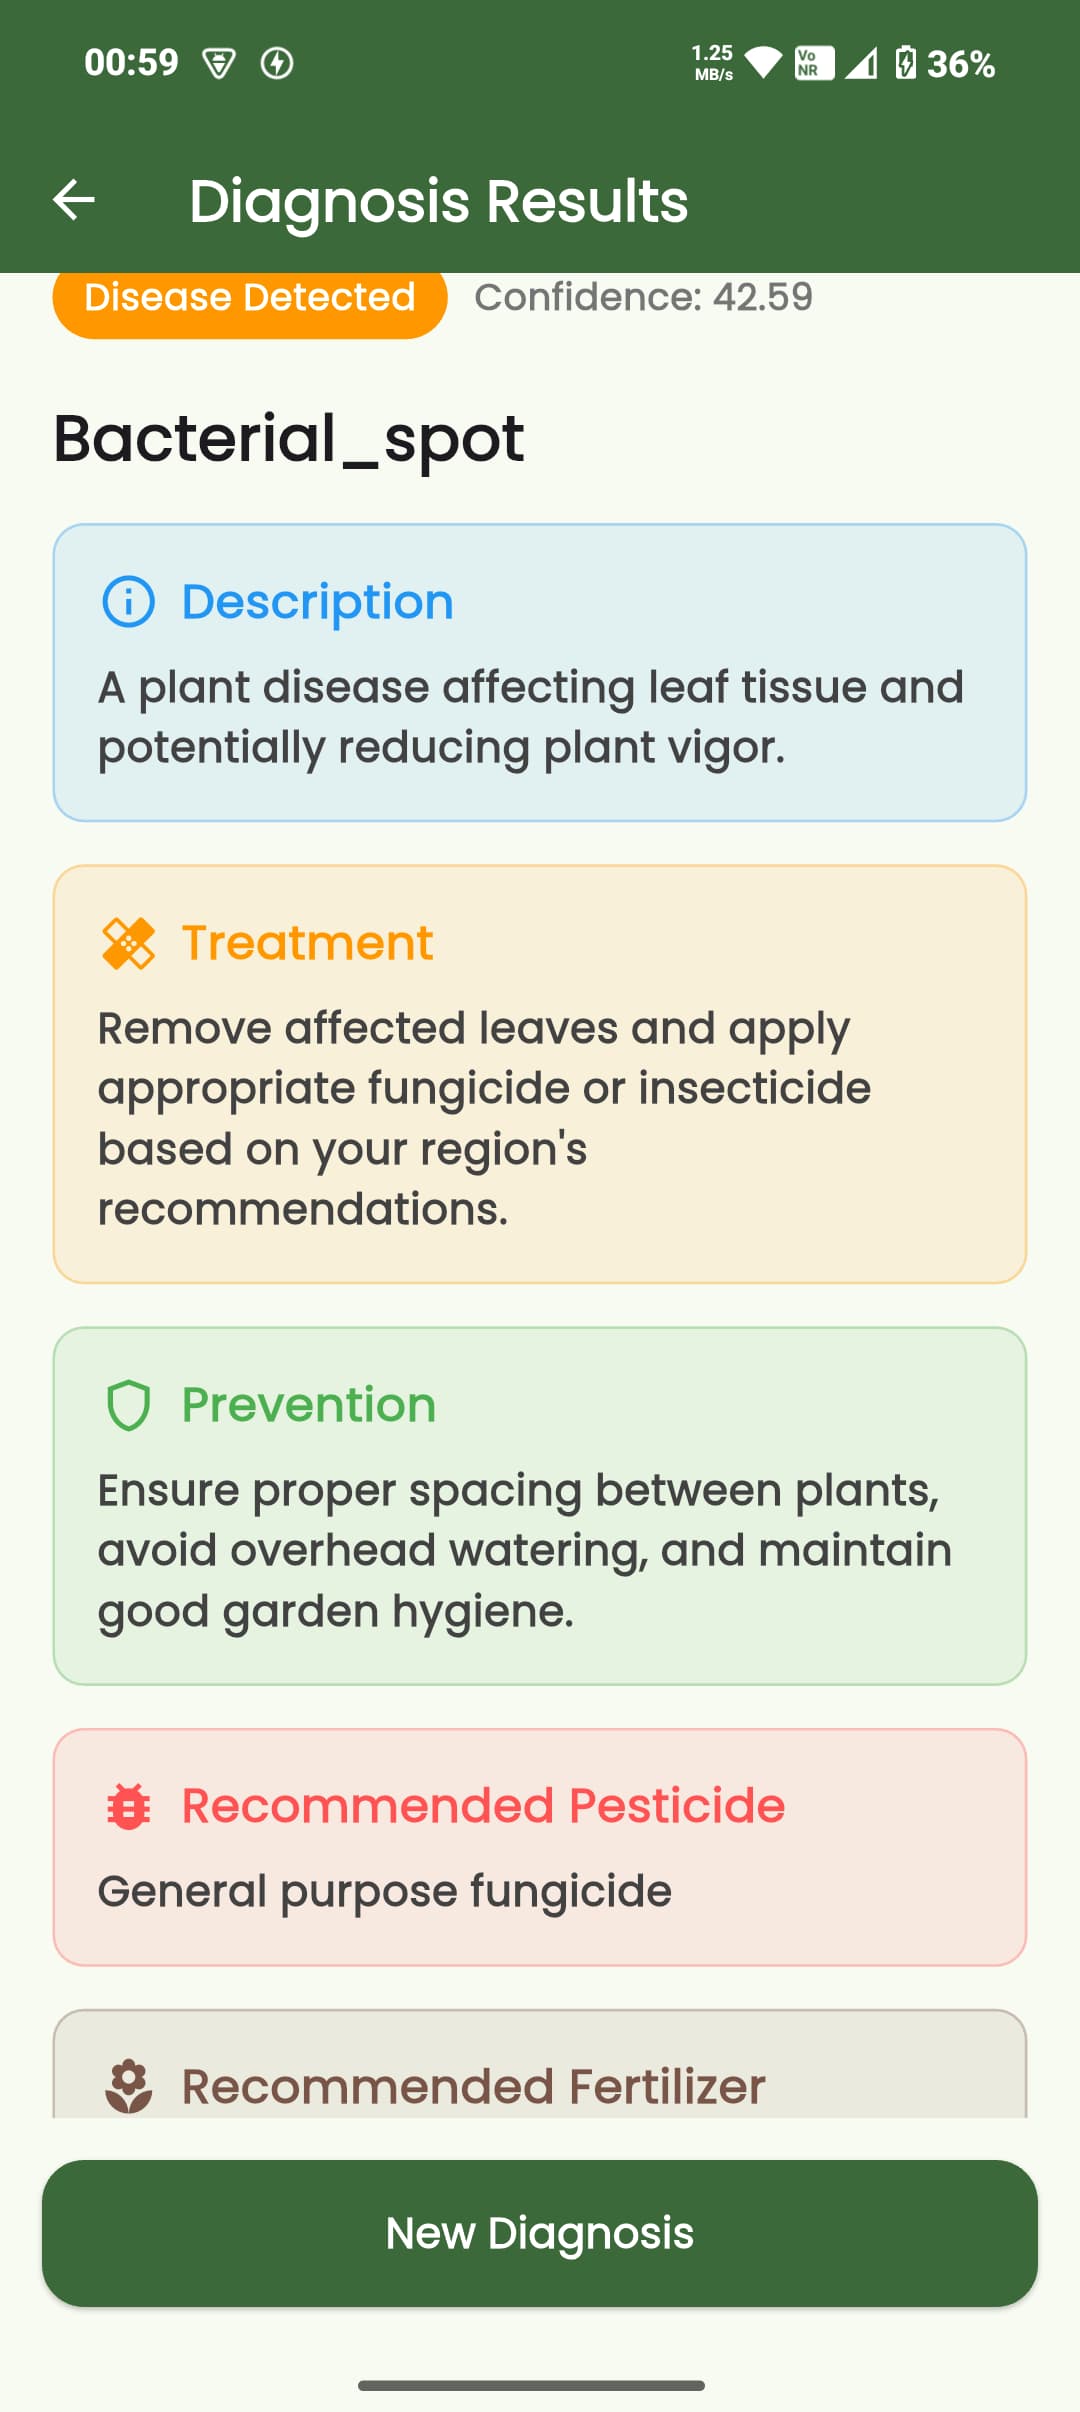 00:59 1.25 MB/s Vo NR 36%
Diagnosis Results
Disease Detected Confidence: 42.59
Bacterial_spot
Description
A plant disease affecting leaf tissue and
potentially reducing plant vigor.
Treatment
Remove affected leaves and apply
appropriate fungicide or insecticide
based on your region's
recommendations.
Prevention
Ensure proper spacing between plants,
avoid overhead watering, and maintain
good garden hygiene.
Recommended Pesticide
General purpose fungicide
Recommended Fertilizer
New Diagnosis